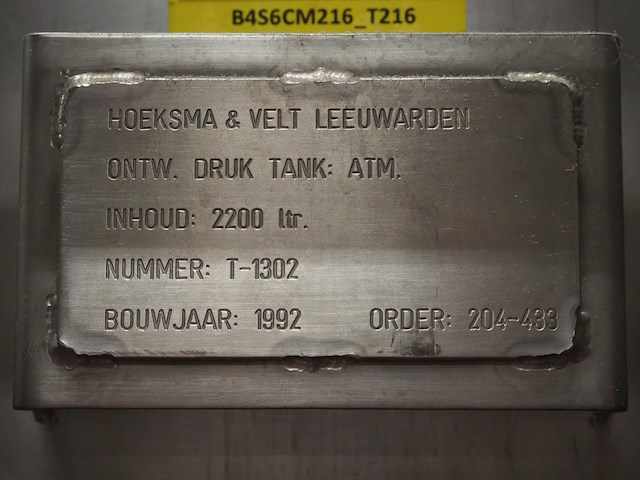 B4S6CM216_T216
HOEKSMA & VELT LEEUWARDEN
ONTW. DRUK TANK: ATM.
INHOUD: 2200 ltr.
NUMMER: T-1302
BOUWJAAR: 1992 ORDER: 204-433